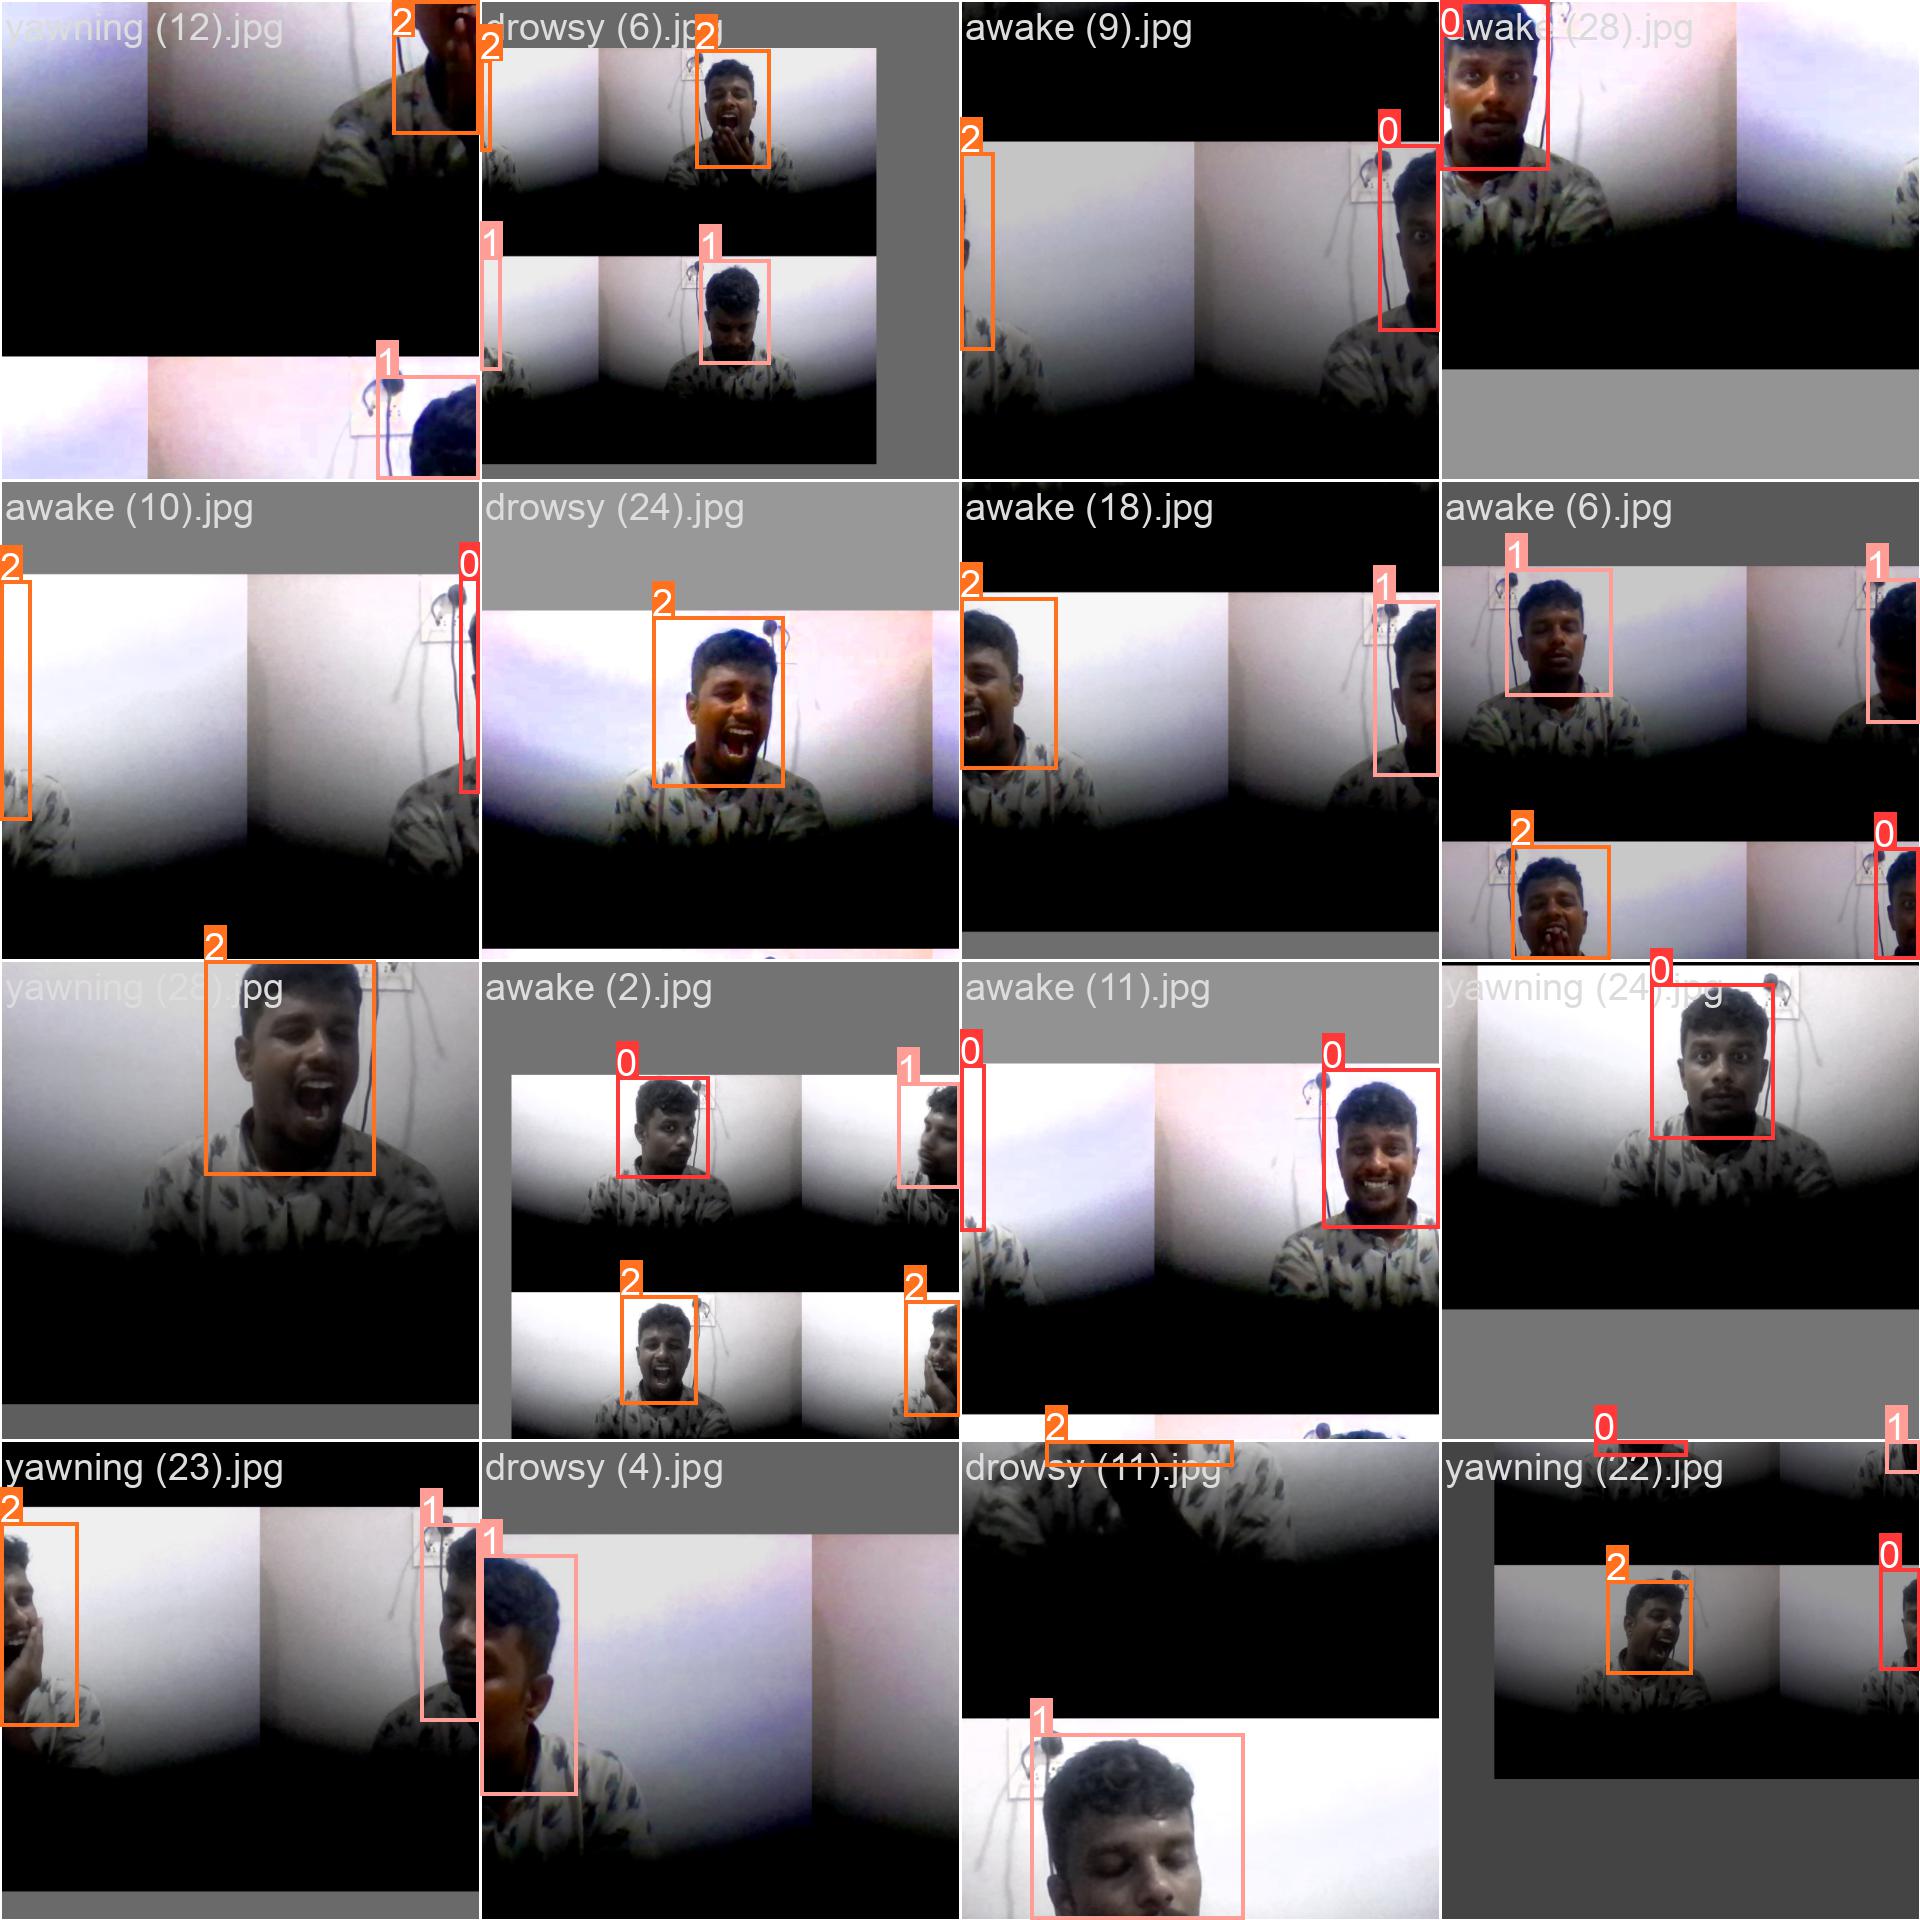 2
yawning (12).jpg
1
2
drowsy (6).jpg
2
1
1
awake (9).jpg
2
0
0
awake (28).jpg
awake (10).jpg
2
0
drowsy (24).jpg
2
awake (18).jpg
2
1
awake (6).jpg
1
1
2
0
2
yawning (28).jpg
awake (2).jpg
0
1
2
2
awake (11).jpg
0
0
2
0
yawning (24).jpg
0
1
yawning (23).jpg
2
1
drowsy (4).jpg
1
drowsy (11).jpg
1
yawning (22).jpg
2
0